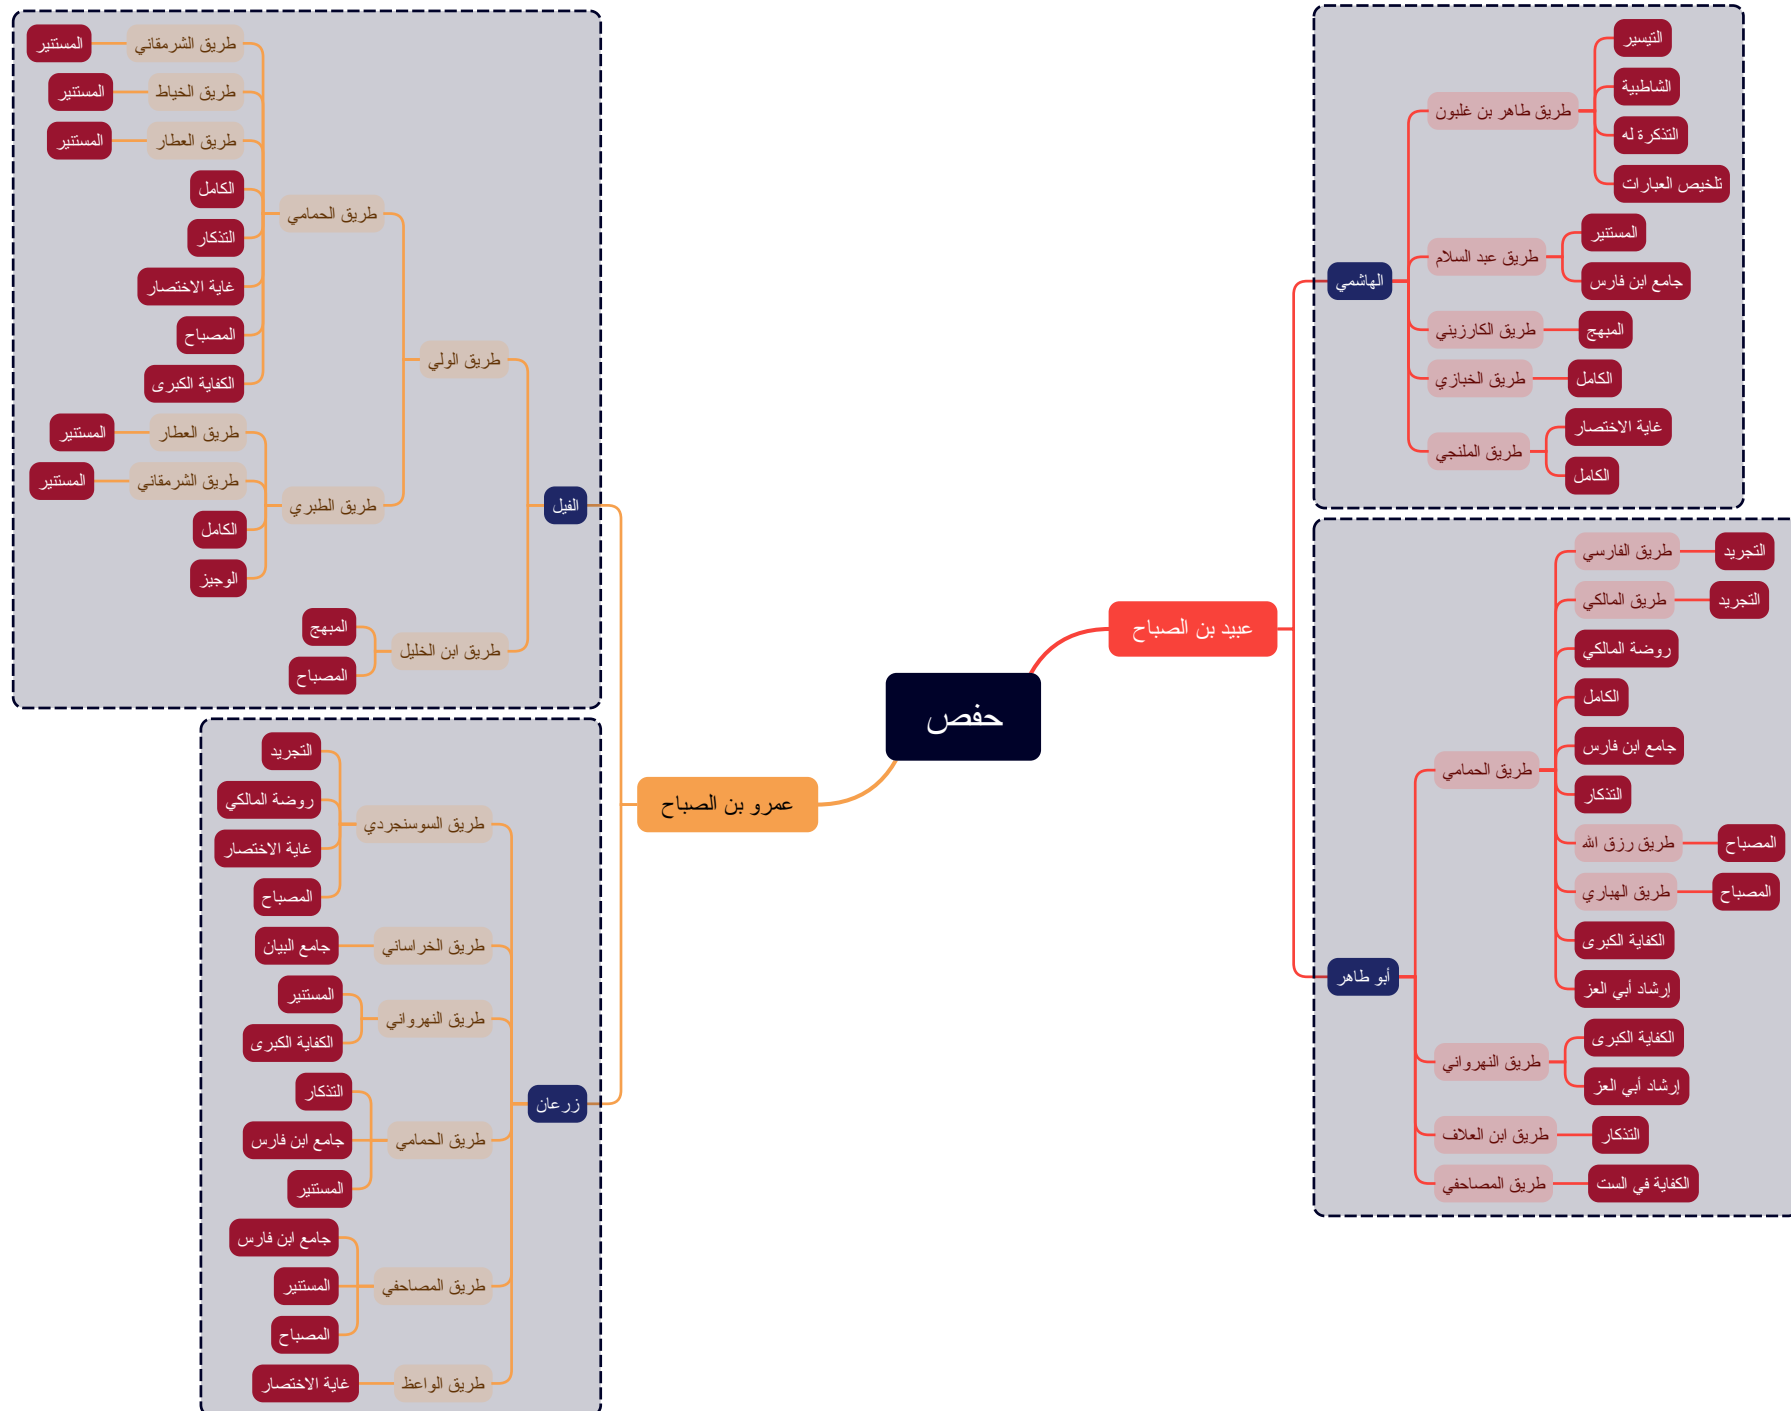 حفص
عبيد بن الصباح
الهاشمي
طريق طاهر بن غلبون
التيسير
الشاطبية
التذكرة له
تلخيص العبارات
طريق عبد السلام
المستنير
جامع ابن فارس
طريق الكارزيني
المبهج
طريق الخبازي
الكامل
طريق الملنجي
غاية الاختصار
الكامل
أبو طاهر
طريق الحمامي
طريق الفارسي
التجريد
طريق المالكي
التجريد
روضة المالكي
الكامل
جامع ابن فارس
التذكار
طريق رزق الله
المصباح
طريق الهباري
المصباح
الكفاية الكبرى
إرشاد أبي العز
طريق النهرواني
الكفاية الكبرى
إرشاد أبي العز
طريق ابن العلاف
التذكار
طريق المصاحفي
الكفاية في الست
عمرو بن الصباح
الفيل
طريق الولي
طريق الحمامي
طريق الشرمقاني
المستنير
طريق الخياط
المستنير
طريق العطار
المستنير
الكامل
التذكار
غاية الاختصار
المصباح
الكفاية الكبرى
طريق الطبري
طريق العطار
المستنير
طريق الشرمقاني
المستنير
الكامل
الوجيز
طريق ابن الخليل
المبهج
المصباح
زرعان
طريق السوسنجردي
التجريد
روضة المالكي
غاية الاختصار
المصباح
طريق الخراساني
جامع البيان
طريق النهرواني
المستنير
الكفاية الكبرى
طريق الحمامي
التذكار
جامع ابن فارس
المستنير
طريق المصاحفي
جامع ابن فارس
المستنير
المصباح
طريق الواعظ
غاية الاختصار